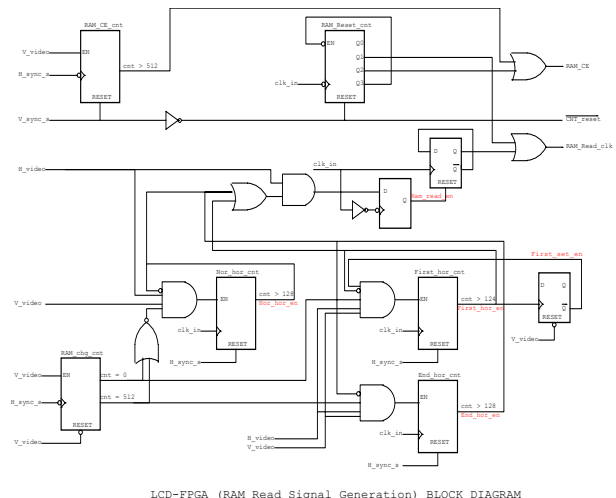 RAM_CE_cnt
V_video
EN
cnt > 512
H_sync_s
RESET
RAM_Reset_cnt
EN
Q0
Q1
Q2
Q3
clk_in
RESET
RAM_CE
V_sync_s
CNT_reset
RAM_Read_clk
H_video
clk_in
D
Q
Q
RESET
D
Q
Ram_read_en
Nor_hor_cnt
EN
cnt > 128
Nor_hor_en
clk_in
RESET
H_sync_s
V_video
First_hor_cnt
EN
cnt > 124
First_hor_en
clk_in
RESET
H_sync_s
First_set_en
D
Q
Q
RESET
V_video
RAM_chg_cnt
V_video
EN
cnt = 0
cnt = 512
H_sync_s
RESET
V_video
End_hor_cnt
EN
cnt > 128
End_hor_en
clk_in
RESET
H_video
V_video
H_sync_s
LCD-FPGA (RAM Read Signal Generation) BLOCK DIAGRAM